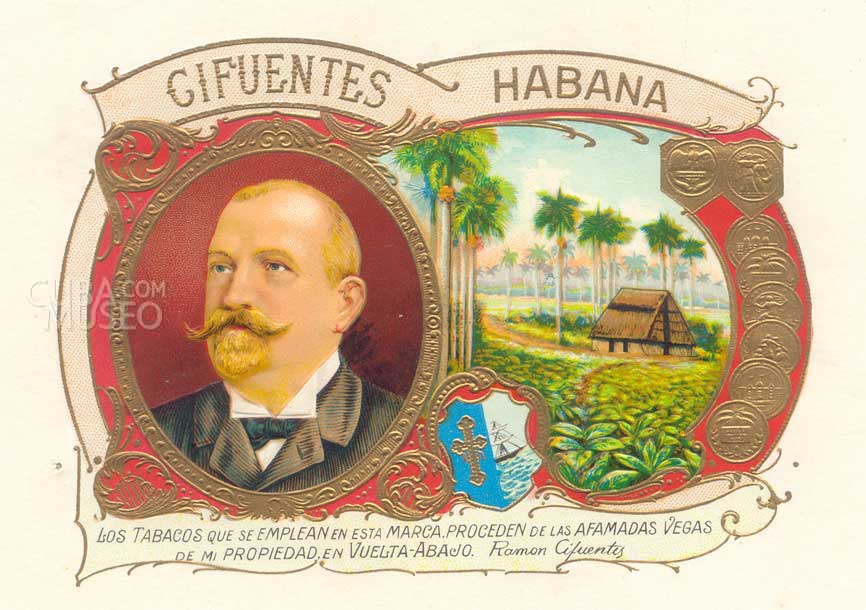 CIFUENTES HABANA
CUBA.COM
MUSEO
LOS TABACOS QUE SE EMPLEAN EN ESTA MARCA, PROCEDEN DE LAS AFAMADAS VEGAS
DE MI PROPIEDAD, EN VUELTA-ABAJO. Ramon Cifuentes